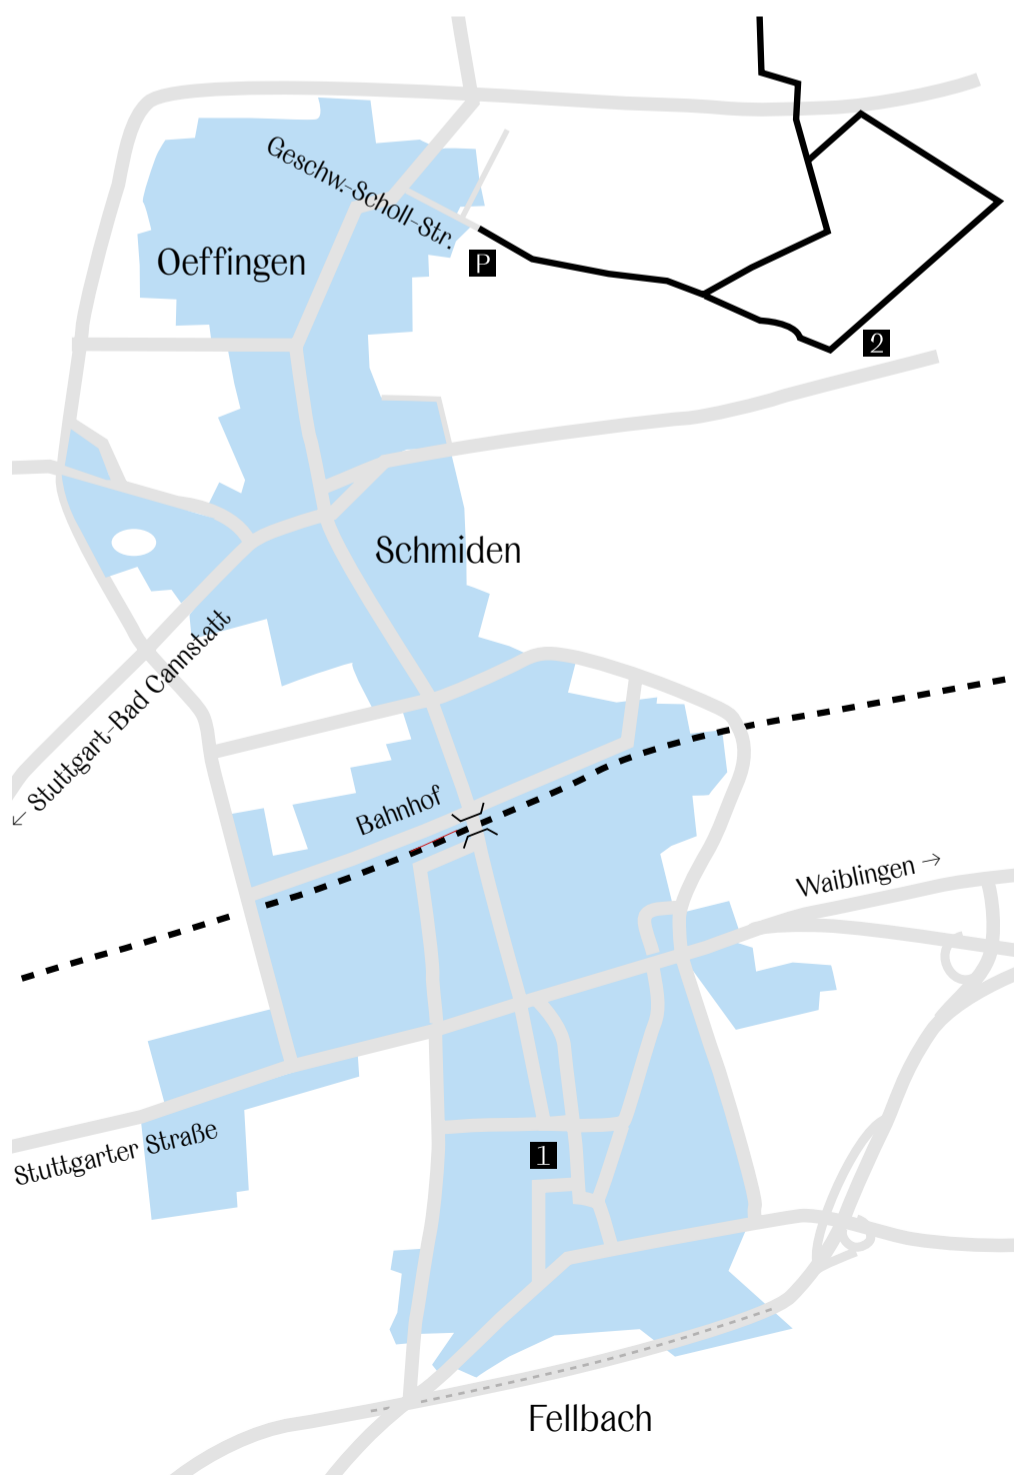 Geschw.-Scholl-Str.
Oeffingen
P
2
Schmiden
← Stuttgart-Bad Cannstatt
Bahnhof
Waiblingen →
Stuttgarter Straße
1
Fellbach